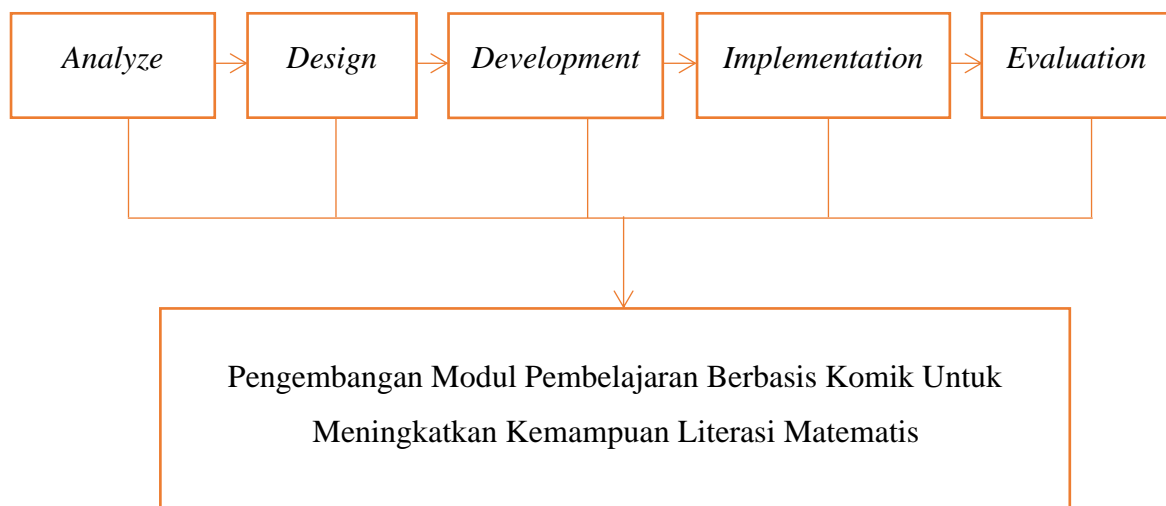 Analyze
Design
Development
Implementation
Evaluation
Pengembangan Modul Pembelajaran Berbasis Komik Untuk
Meningkatkan Kemampuan Literasi Matematis